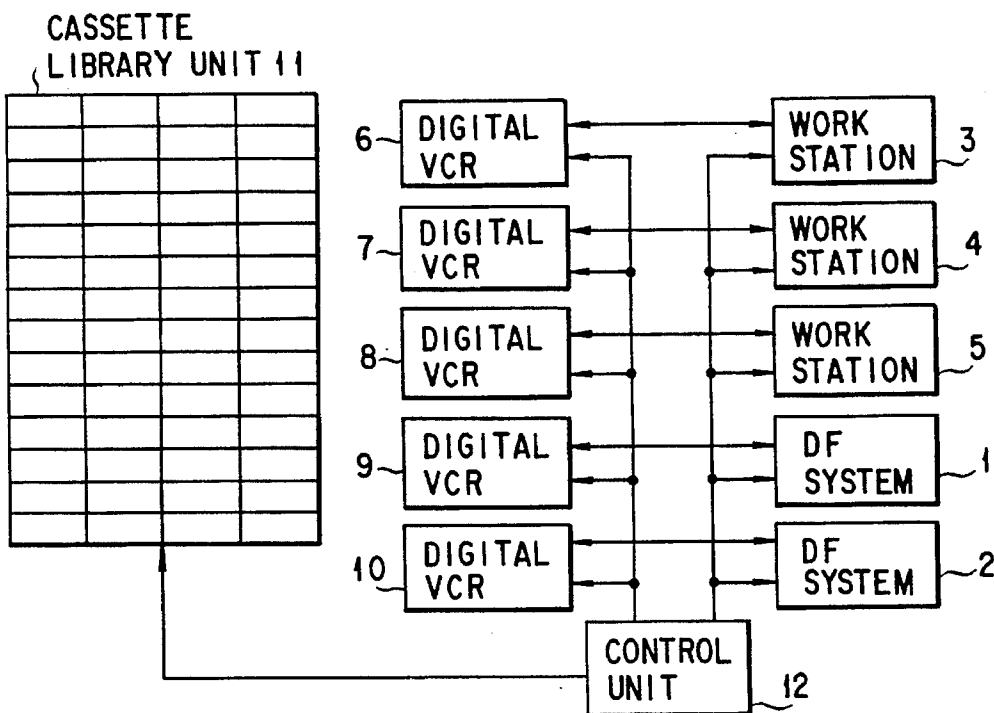 CASSETTE
LIBRARY UNIT 11
6
DIGITAL
VCR
WORK
STATION
3
7
DIGITAL
VCR
WORK
STATION
4
8
DIGITAL
VCR
WORK
STATION
5
9
DIGITAL
VCR
DF
SYSTEM
1
10
DIGITAL
VCR
DF
SYSTEM
2
CONTROL
UNIT
12